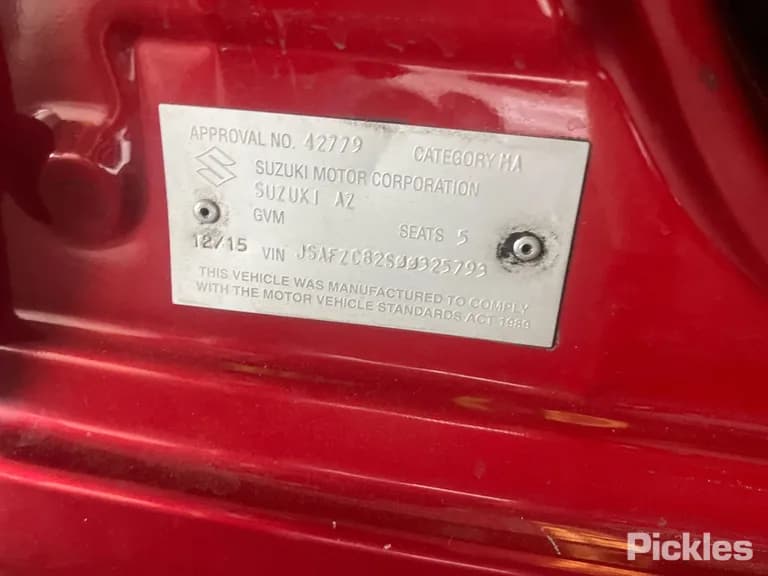 APPROVAL NO. 42779 CATEGORY MA
SUZUKI MOTOR CORPORATION
SUZUKI AZ
GVM SEATS 5
12/15 VIN JSAFZC82S00325793
THIS VEHICLE WAS MANUFACTURED TO COMPLY
WITH THE MOTOR VEHICLE STANDARDS ACT 1989
Pickles